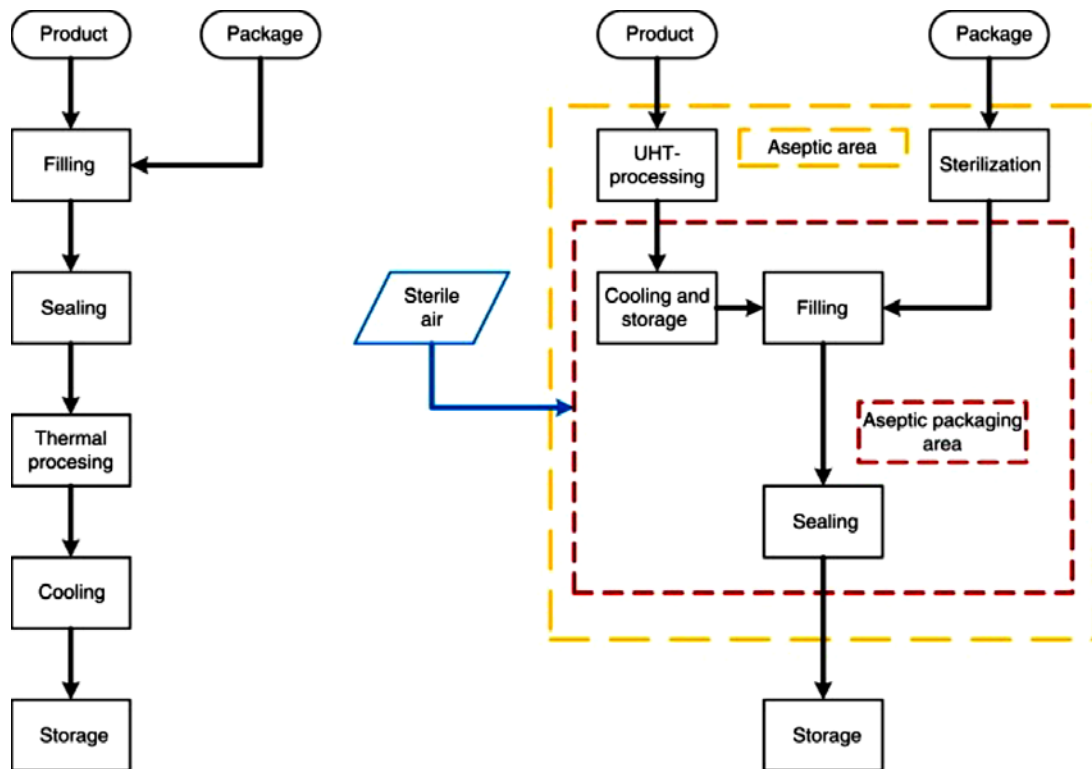 Product
Package
Filling
Sealing
Thermal
procesing
Cooling
Storage
Product
Package
Aseptic area
UHT-
processing
Sterilization
Sterile
air
Cooling and
storage
Filling
Aseptic packaging
area
Sealing
Storage